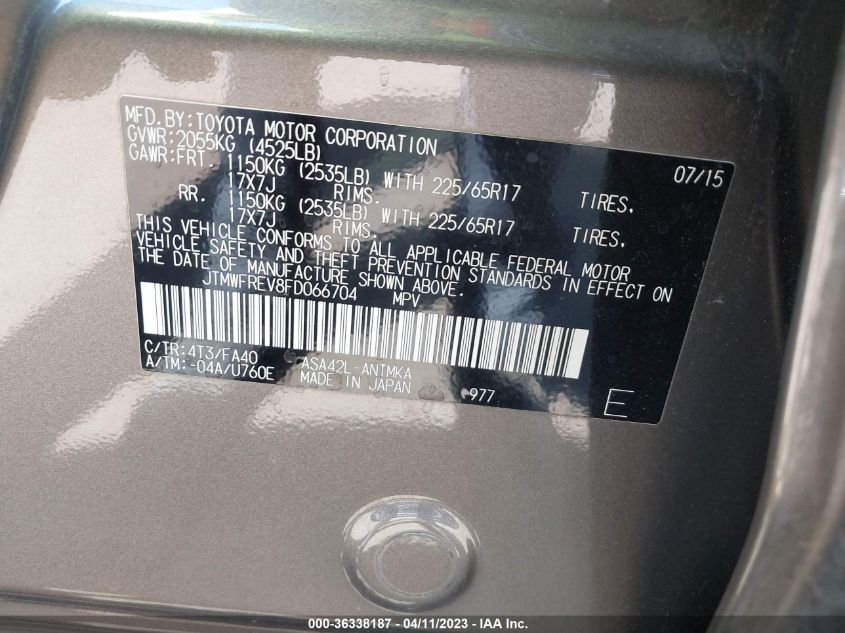 MFD.BY:TOYOTA MOTOR CORPORATION 07/15
GVWR:2055KG (4525LB)
GAWR:FRT. 1150KG (2535LB) WITH 225/65R17 TIRES.
17X7J RIMS.
RR. 1150KG (2535LB) WITH 225/65R17 TIRES.
17X7J RIMS.
THIS VEHICLE CONFORMS TO ALL APPLICABLE FEDERAL MOTOR
VEHICLE SAFETY AND THEFT PREVENTION STANDARDS IN EFFECT ON
THE DATE OF MANUFACTURE SHOWN ABOVE.
JTMWFREV8FD066704 MPV
C/TR:4T3/FA40 ASA42L-ANTMKA
A/TM:-04A/U760E MADE IN JAPAN 977 E
000-36338187 - 04/11/2023 - IAA Inc.